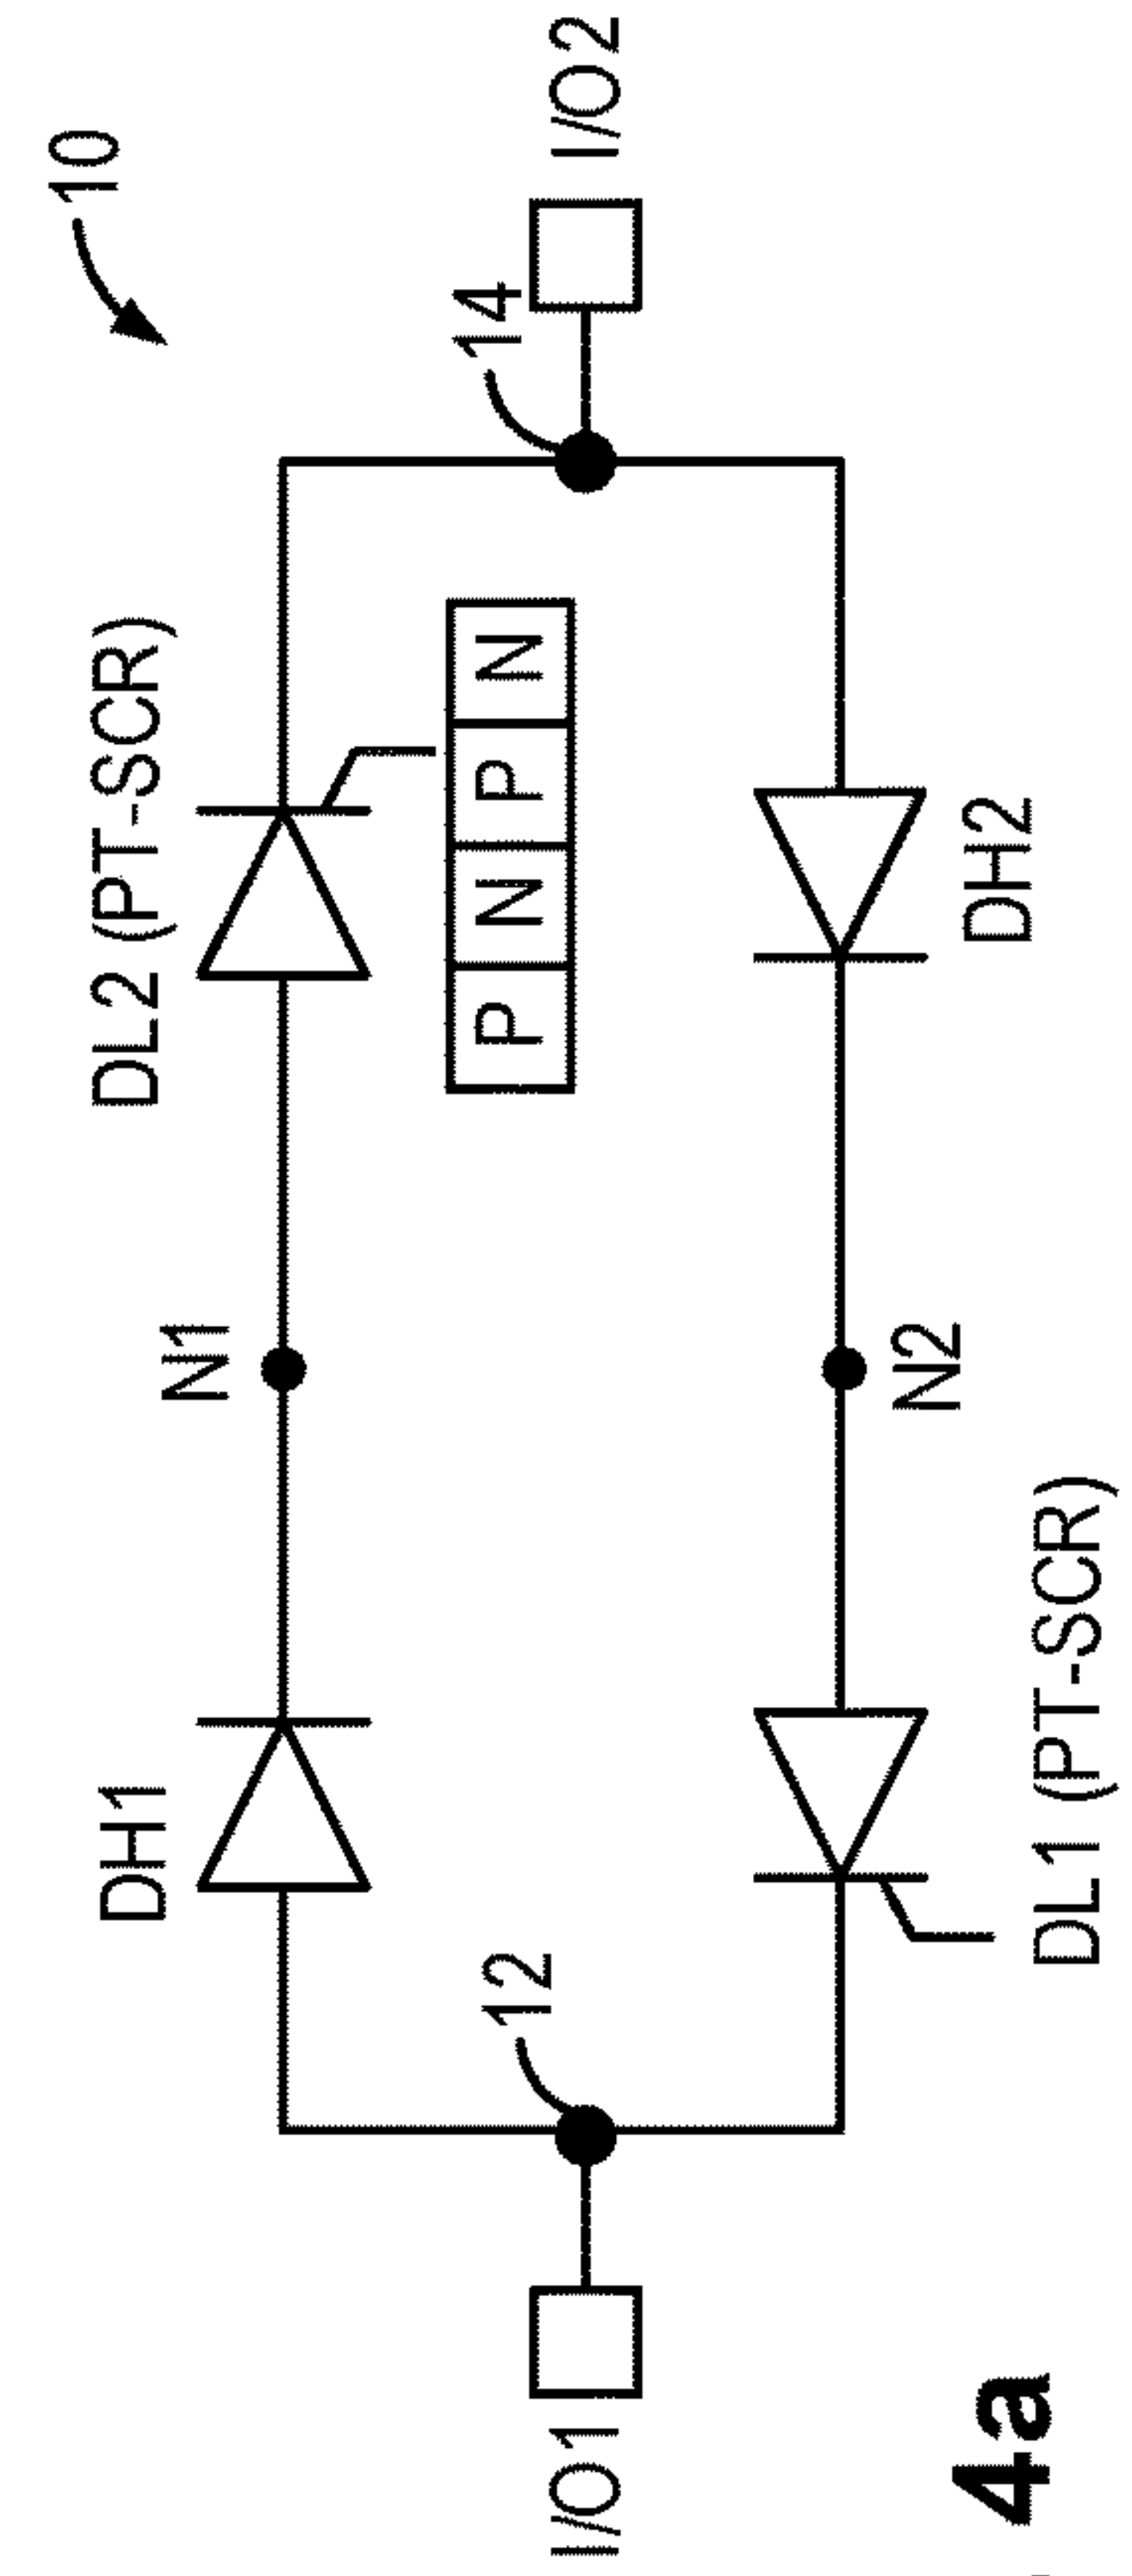 10
DL2 (PT-SCR)
DH1
N1
14
P N P N
12
I/O1
I/O2
N2
DH2
DL1 (PT-SCR)
4a